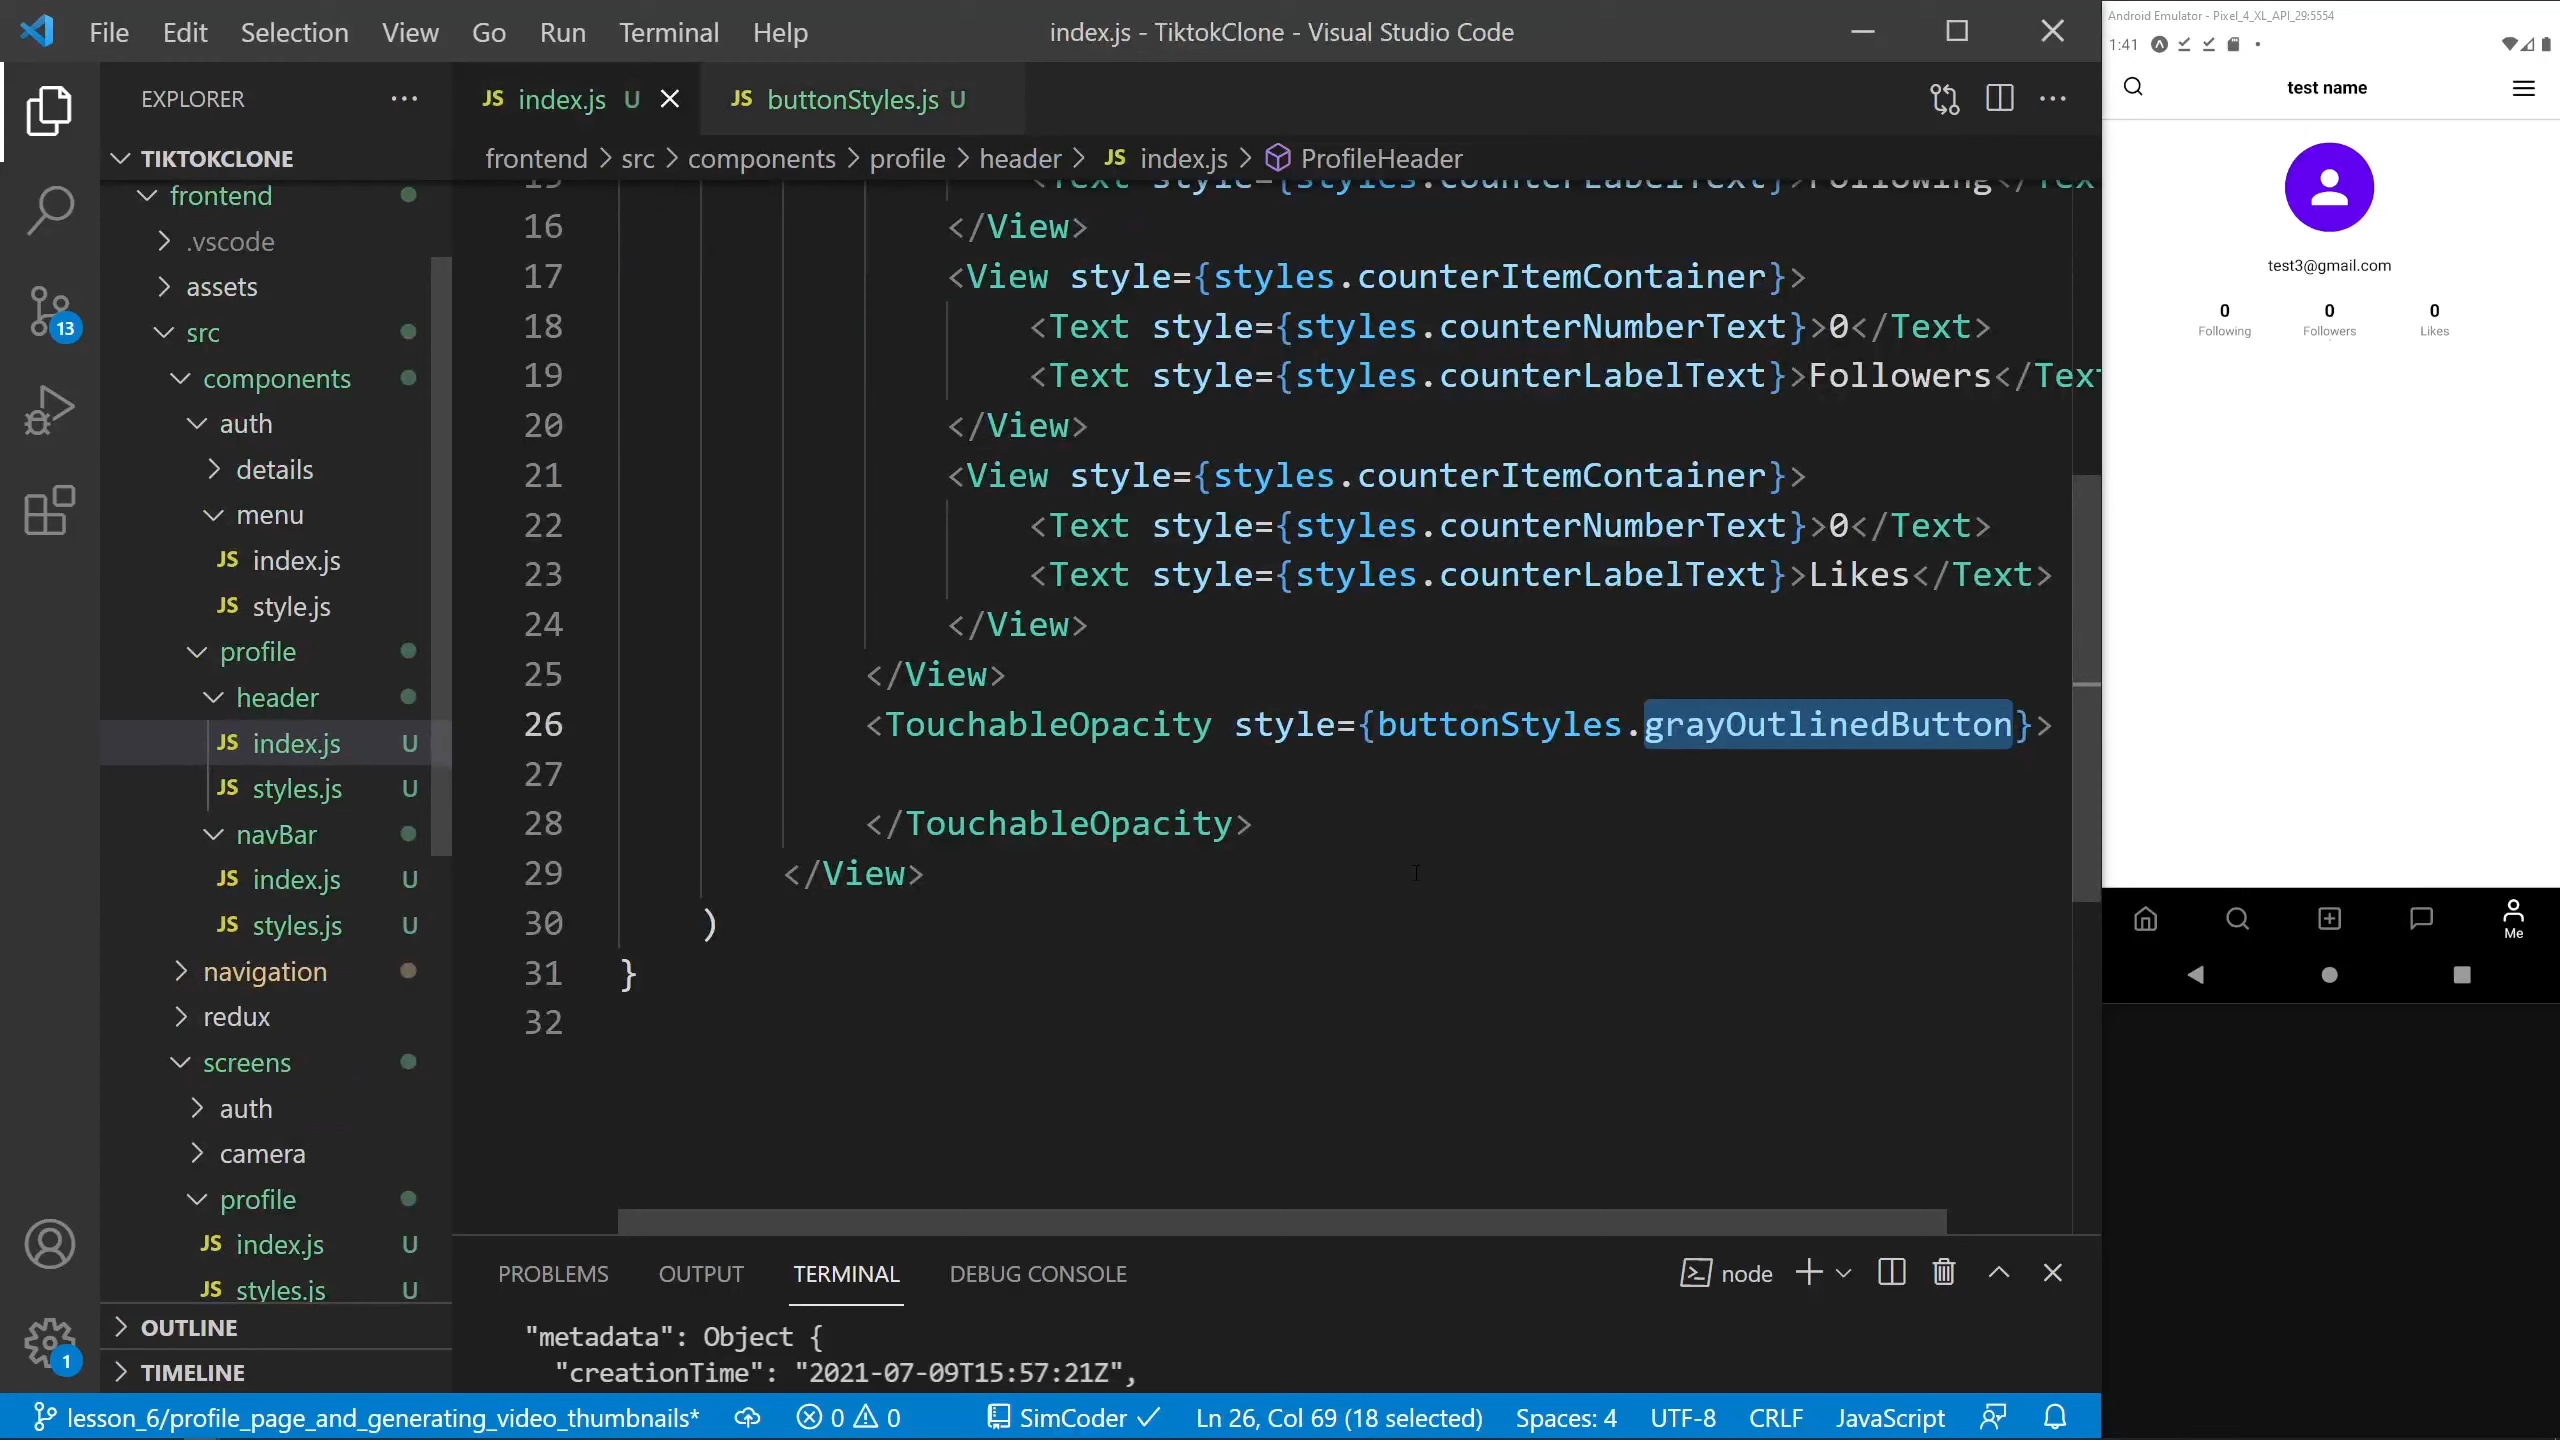 File Edit Selection View Go Run Terminal Help
index.js - TiktokClone - Visual Studio Code
EXPLORER
TIKTOKCLONE
frontend
.vscode
assets
src
components
auth
details
menu
JS index.js
JS style.js
profile
header
JS index.js U
JS styles.js U
navBar
JS index.js U
JS styles.js U
navigation
redux
screens
auth
camera
profile
JS index.js U
JS styles.js U
OUTLINE
TIMELINE
13
1
JS index.js U
JS buttonStyles.js U
frontend > src > components > profile > header > JS index.js > ProfileHeader
15 <Text style={styles.counterLabelText}>Following</Tex
16 </View>
17 <View style={styles.counterItemContainer}>
18 <Text style={styles.counterNumberText}>0</Text>
19 <Text style={styles.counterLabelText}>Followers</Text
20 </View>
21 <View style={styles.counterItemContainer}>
22 <Text style={styles.counterNumberText}>0</Text>
23 <Text style={styles.counterLabelText}>Likes</Text>
24 </View>
25 </View>
26 <TouchableOpacity style={buttonStyles.grayOutlinedButton}>
27
28 </TouchableOpacity>
29 </View>
30 )
31 }
32
PROBLEMS OUTPUT TERMINAL DEBUG CONSOLE
node
"metadata": Object {
"creationTime": "2021-07-09T15:57:21Z",
lesson_6/profile_page_and_generating_video_thumbnails* 0 0 SimCoder Ln 26, Col 69 (18 selected) Spaces: 4 UTF-8 CRLF JavaScript
Android Emulator - Pixel_4_XL_API_29:5554
1:41
test name
test3@gmail.com
0 0 0
Following Followers Likes
Me